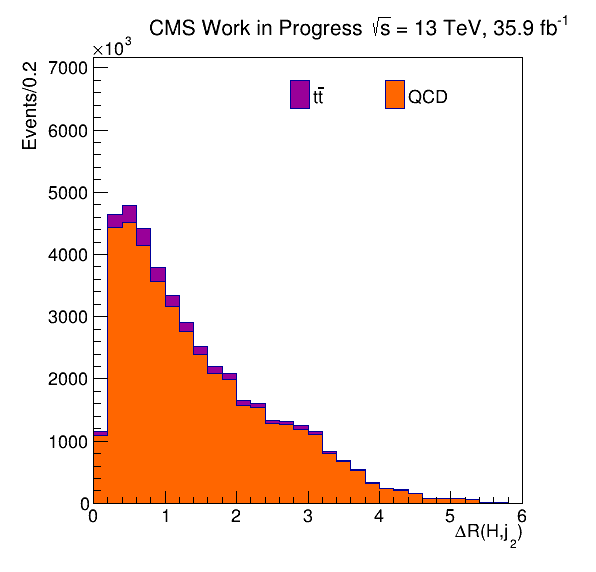 CMS Work in Progress √s = 13 TeV, 35.9 fb⁻¹
×10³
Events/0.2
7000
6000
5000
4000
3000
2000
1000
0
tt̄
QCD
0 1 2 3 4 5 6
ΔR(H,j₂)